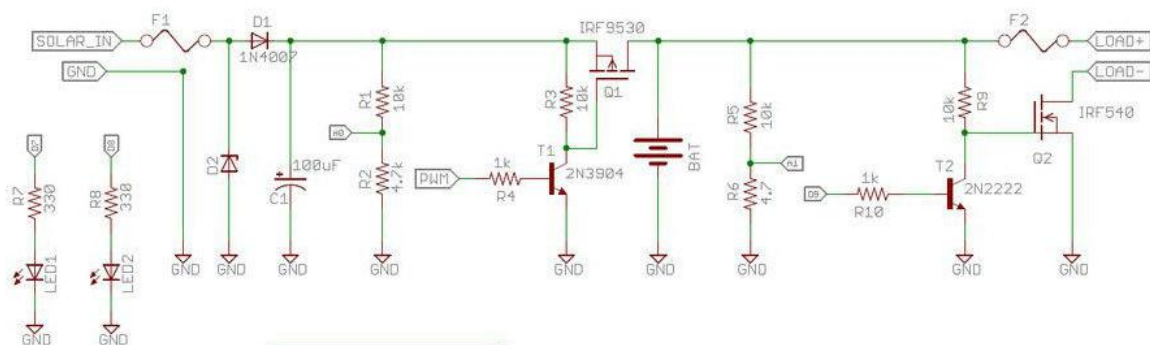 F1
D1
IRF9530
F2
SOLAR_IN
1N4007
LOAD+
GND
LOAD-
R1
10k
R3
10k
Q1
R5
10k
R9
10k
IRF540
Q2
D7
D8
A0
T1
D2
100uF
C1
R2
4.7k
PWM
1k
R4
2N3904
BAT
A1
R6
4.7
T2
1k
D9
R10
2N2222
R7
330
R8
330
LED1
LED2
GND
GND
GND
GND
GND
GND
GND
GND
GND
GND
GND